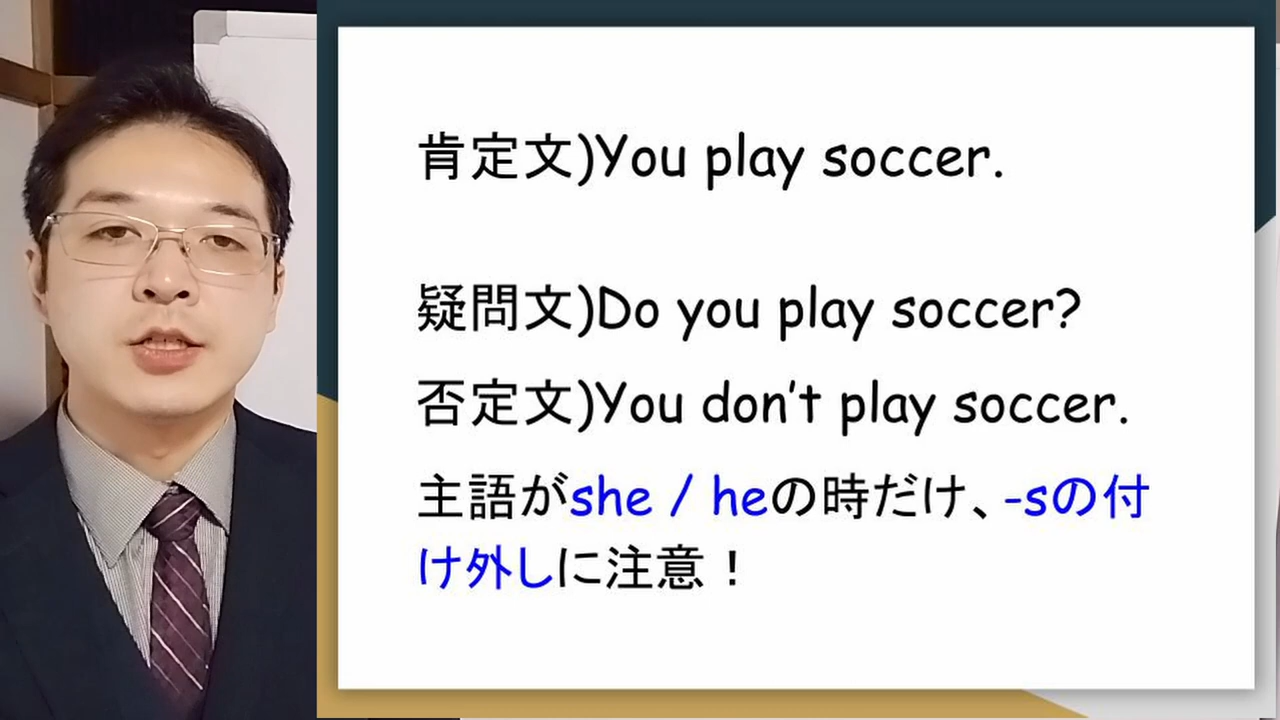 肯定文)You play soccer.
疑問文)Do you play soccer?
否定文)You don't play soccer.
主語がshe / heの時だけ、-sの付
け外しに注意！